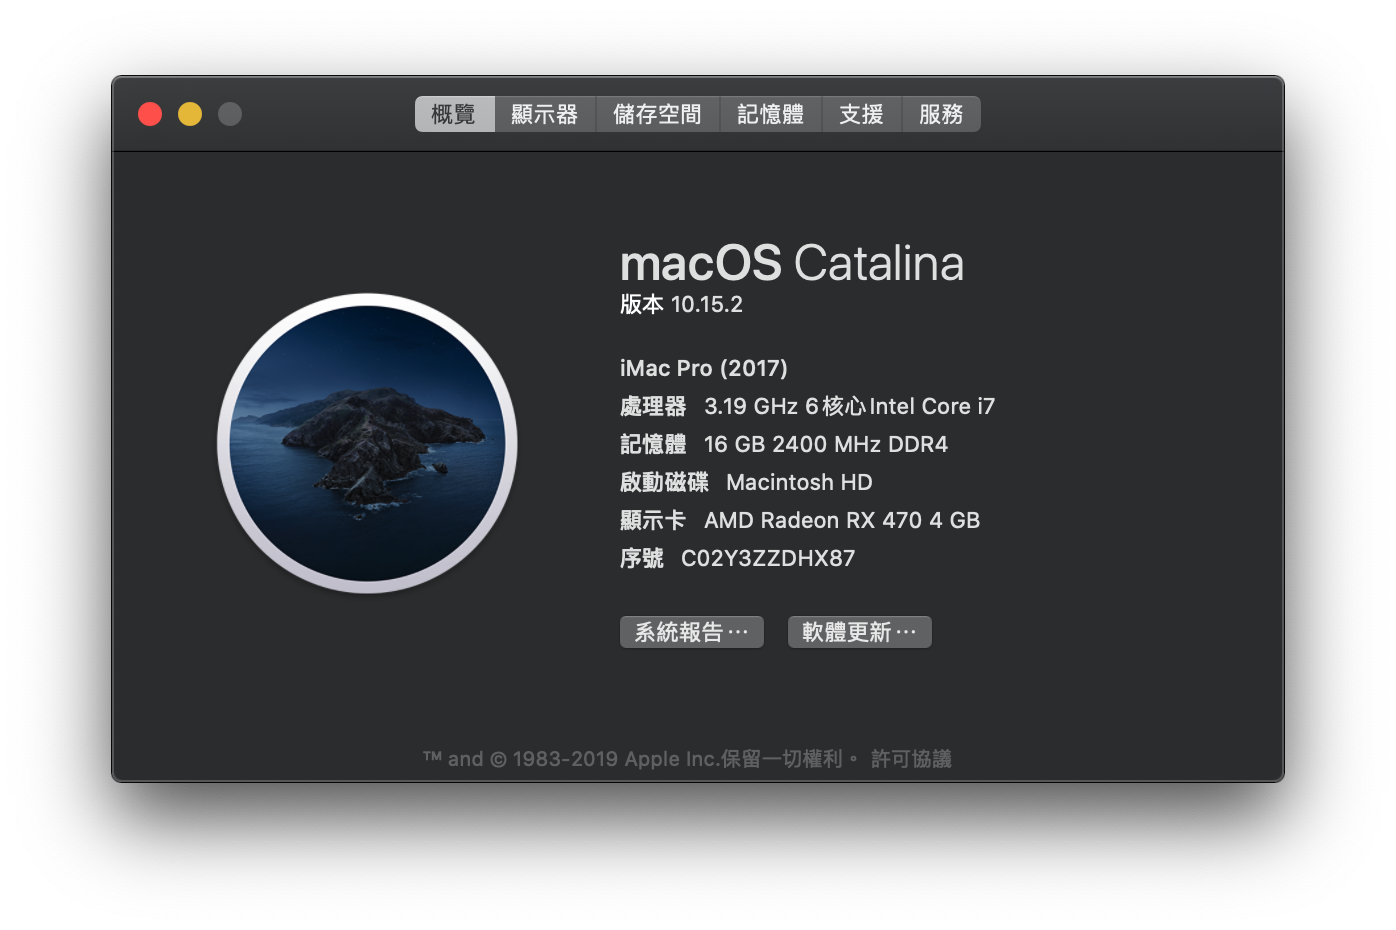 概覽 顯示器 儲存空間 記憶體 支援 服務
macOS Catalina
版本 10.15.2
iMac Pro (2017)
處理器 3.19 GHz 6核心Intel Core i7
記憶體 16 GB 2400 MHz DDR4
啟動磁碟 Macintosh HD
顯示卡 AMD Radeon RX 470 4 GB
序號 C02Y3ZZDHX87
系統報告⋯ 軟體更新⋯
™ and © 1983-2019 Apple Inc.保留一切權利。 許可協議